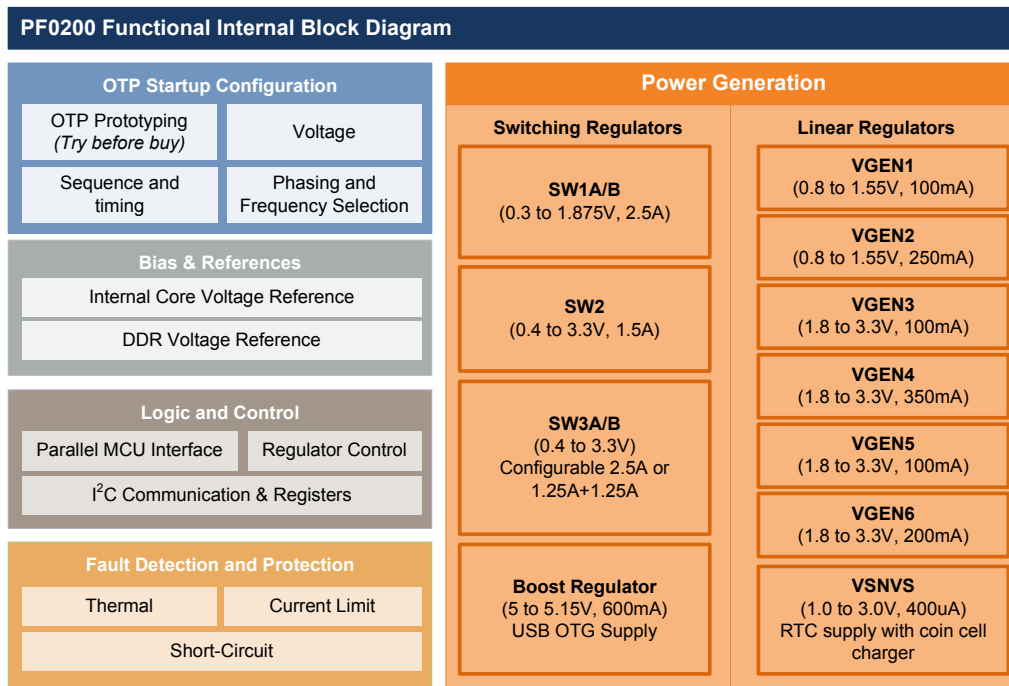 PF0200 Functional Internal Block Diagram
OTP Startup Configuration
OTP Prototyping
(Try before buy)
Voltage
Sequence and
timing
Phasing and
Frequency Selection
Bias & References
Internal Core Voltage Reference
DDR Voltage Reference
Logic and Control
Parallel MCU Interface
Regulator Control
I²C Communication & Registers
Fault Detection and Protection
Thermal
Current Limit
Short-Circuit
Power Generation
Switching Regulators
SW1A/B
(0.3 to 1.875V, 2.5A)
SW2
(0.4 to 3.3V, 1.5A)
SW3A/B
(0.4 to 3.3V)
Configurable 2.5A or
1.25A+1.25A
Boost Regulator
(5 to 5.15V, 600mA)
USB OTG Supply
Linear Regulators
VGEN1
(0.8 to 1.55V, 100mA)
VGEN2
(0.8 to 1.55V, 250mA)
VGEN3
(1.8 to 3.3V, 100mA)
VGEN4
(1.8 to 3.3V, 350mA)
VGEN5
(1.8 to 3.3V, 100mA)
VGEN6
(1.8 to 3.3V, 200mA)
VSNVS
(1.0 to 3.0V, 400uA)
RTC supply with coin cell
charger